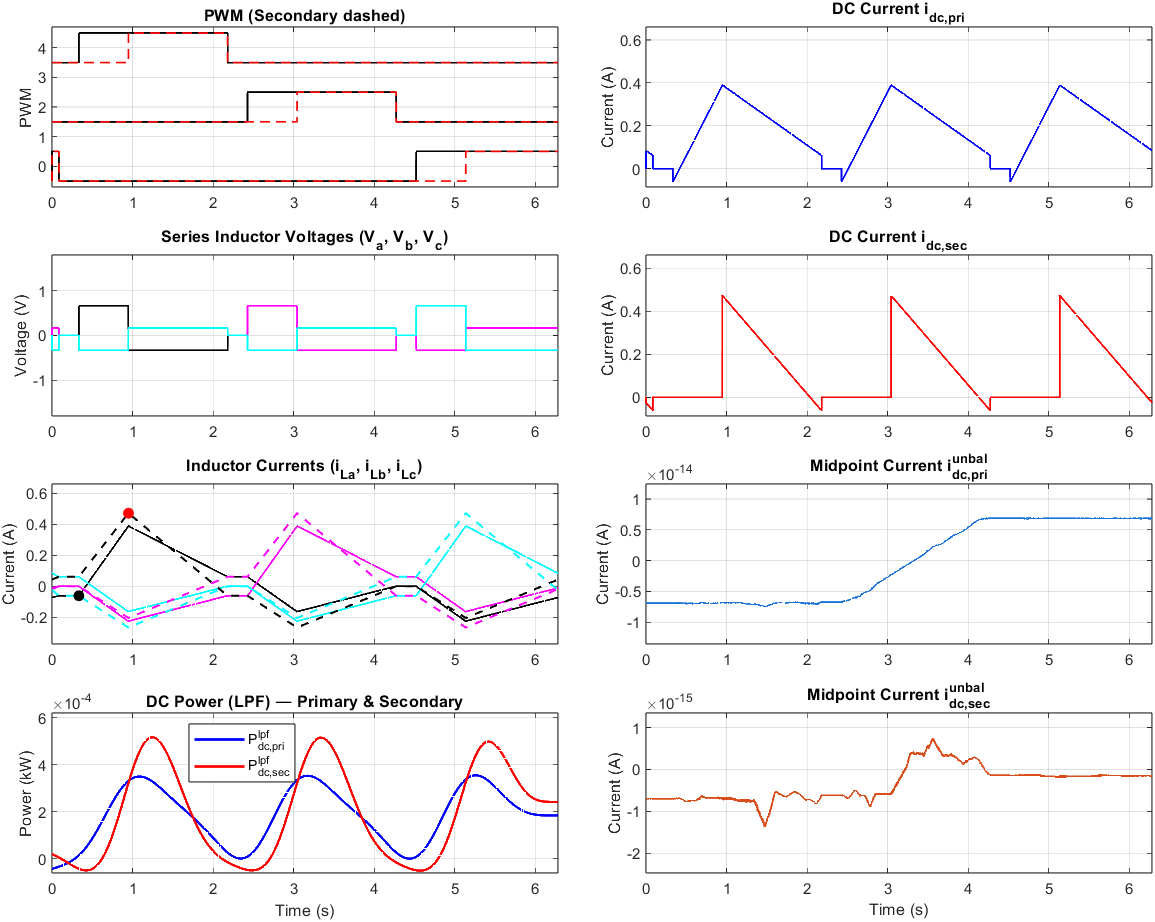 PWM (Secondary dashed)
PWM
4
3
2
1
0
0 1 2 3 4 5 6
DC Current i_dc,pri
Current (A)
0.6
0.4
0.2
0
0 1 2 3 4 5 6
Series Inductor Voltages (V_a, V_b, V_c)
Voltage (V)
1
0
-1
0 1 2 3 4 5 6
DC Current i_dc,sec
Current (A)
0.6
0.4
0.2
0
0 1 2 3 4 5 6
Inductor Currents (i_La, i_Lb, i_Lc)
Current (A)
0.6
0.4
0.2
0
-0.2
0 1 2 3 4 5 6
Midpoint Current i_dc,pri^unbal
×10^-14
Current (A)
1
0.5
0
-0.5
-1
0 1 2 3 4 5 6
DC Power (LPF) — Primary & Secondary
×10^-4
Power (kW)
6
4
2
0
P_dc,pri^lpf
P_dc,sec^lpf
0 1 2 3 4 5 6
Time (s)
Midpoint Current i_dc,sec^unbal
×10^-15
Current (A)
1
0
-1
-2
0 1 2 3 4 5 6
Time (s)